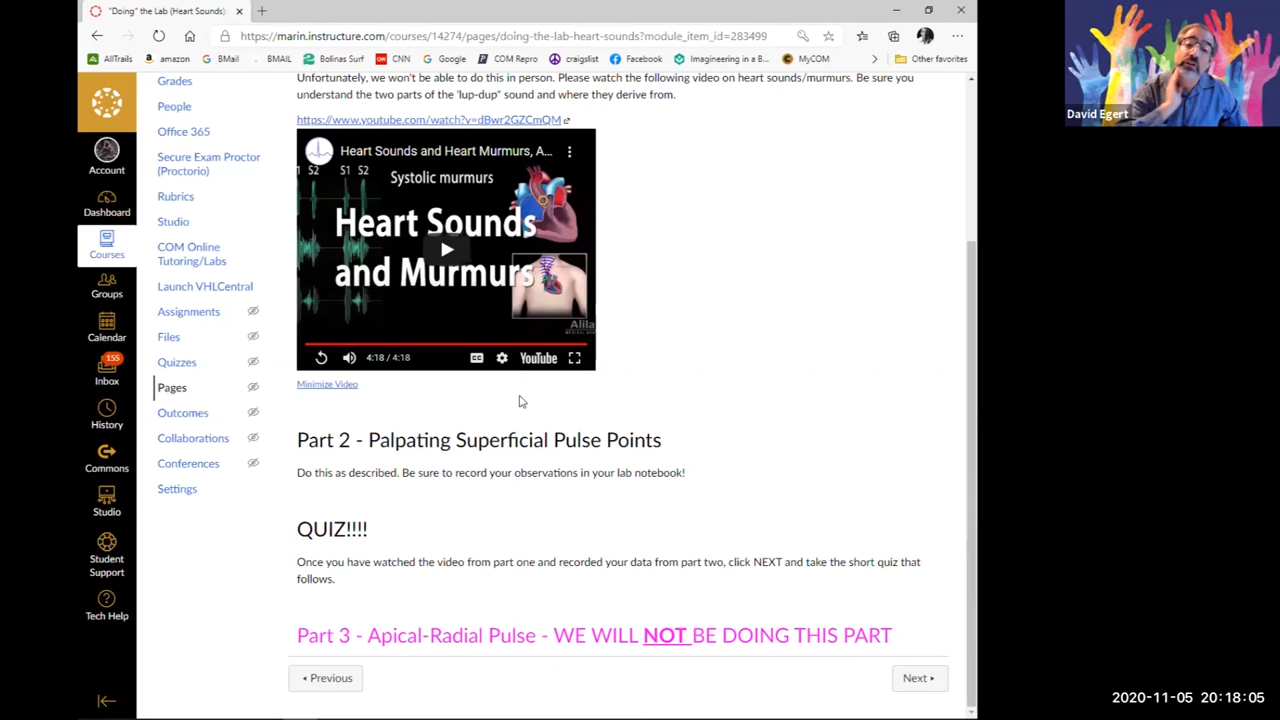 "Doing" the Lab (Heart Sounds):
https://marin.instructure.com/courses/14274/pages/doing-the-lab-heart-sounds?module_item_id=283499
AllTrails
amazon
BMail
BMAIL
Bolinas Surf
CNN
Google
COM Repro
craigslist
Facebook
Imagineering in a B...
MyCOM
Other favorites
Account
Dashboard
Courses
Groups
Calendar
155
Inbox
History
Commons
Studio
Student
Support
Tech Help
Grades
People
Office 365
Secure Exam Proctor
(Proctorio)
Rubrics
Studio
COM Online
Tutoring/Labs
Launch VHLCentral
Assignments
Files
Quizzes
Pages
Outcomes
Collaborations
Conferences
Settings
Unfortunately, we won't be able to do this in person. Please watch the following video on heart sounds/murmurs. Be sure you
understand the two parts of the 'lup-dup" sound and where they derive from.
https://www.youtube.com/watch?v=dBwr2GZCmQM
Heart Sounds and Heart Murmurs, A...
S2 S1 S2
Systolic murmurs
Heart Sounds
and Murmurs
Alila
4:18 / 4:18
CC
YouTube
Minimize Video
Part 2 - Palpating Superficial Pulse Points
Do this as described. Be sure to record your observations in your lab notebook!
QUIZ!!!!
Once you have watched the video from part one and recorded your data from part two, click NEXT and take the short quiz that
follows.
Part 3 - Apical-Radial Pulse - WE WILL NOT BE DOING THIS PART
Previous
Next
David Egert
2020-11-05 20:18:05